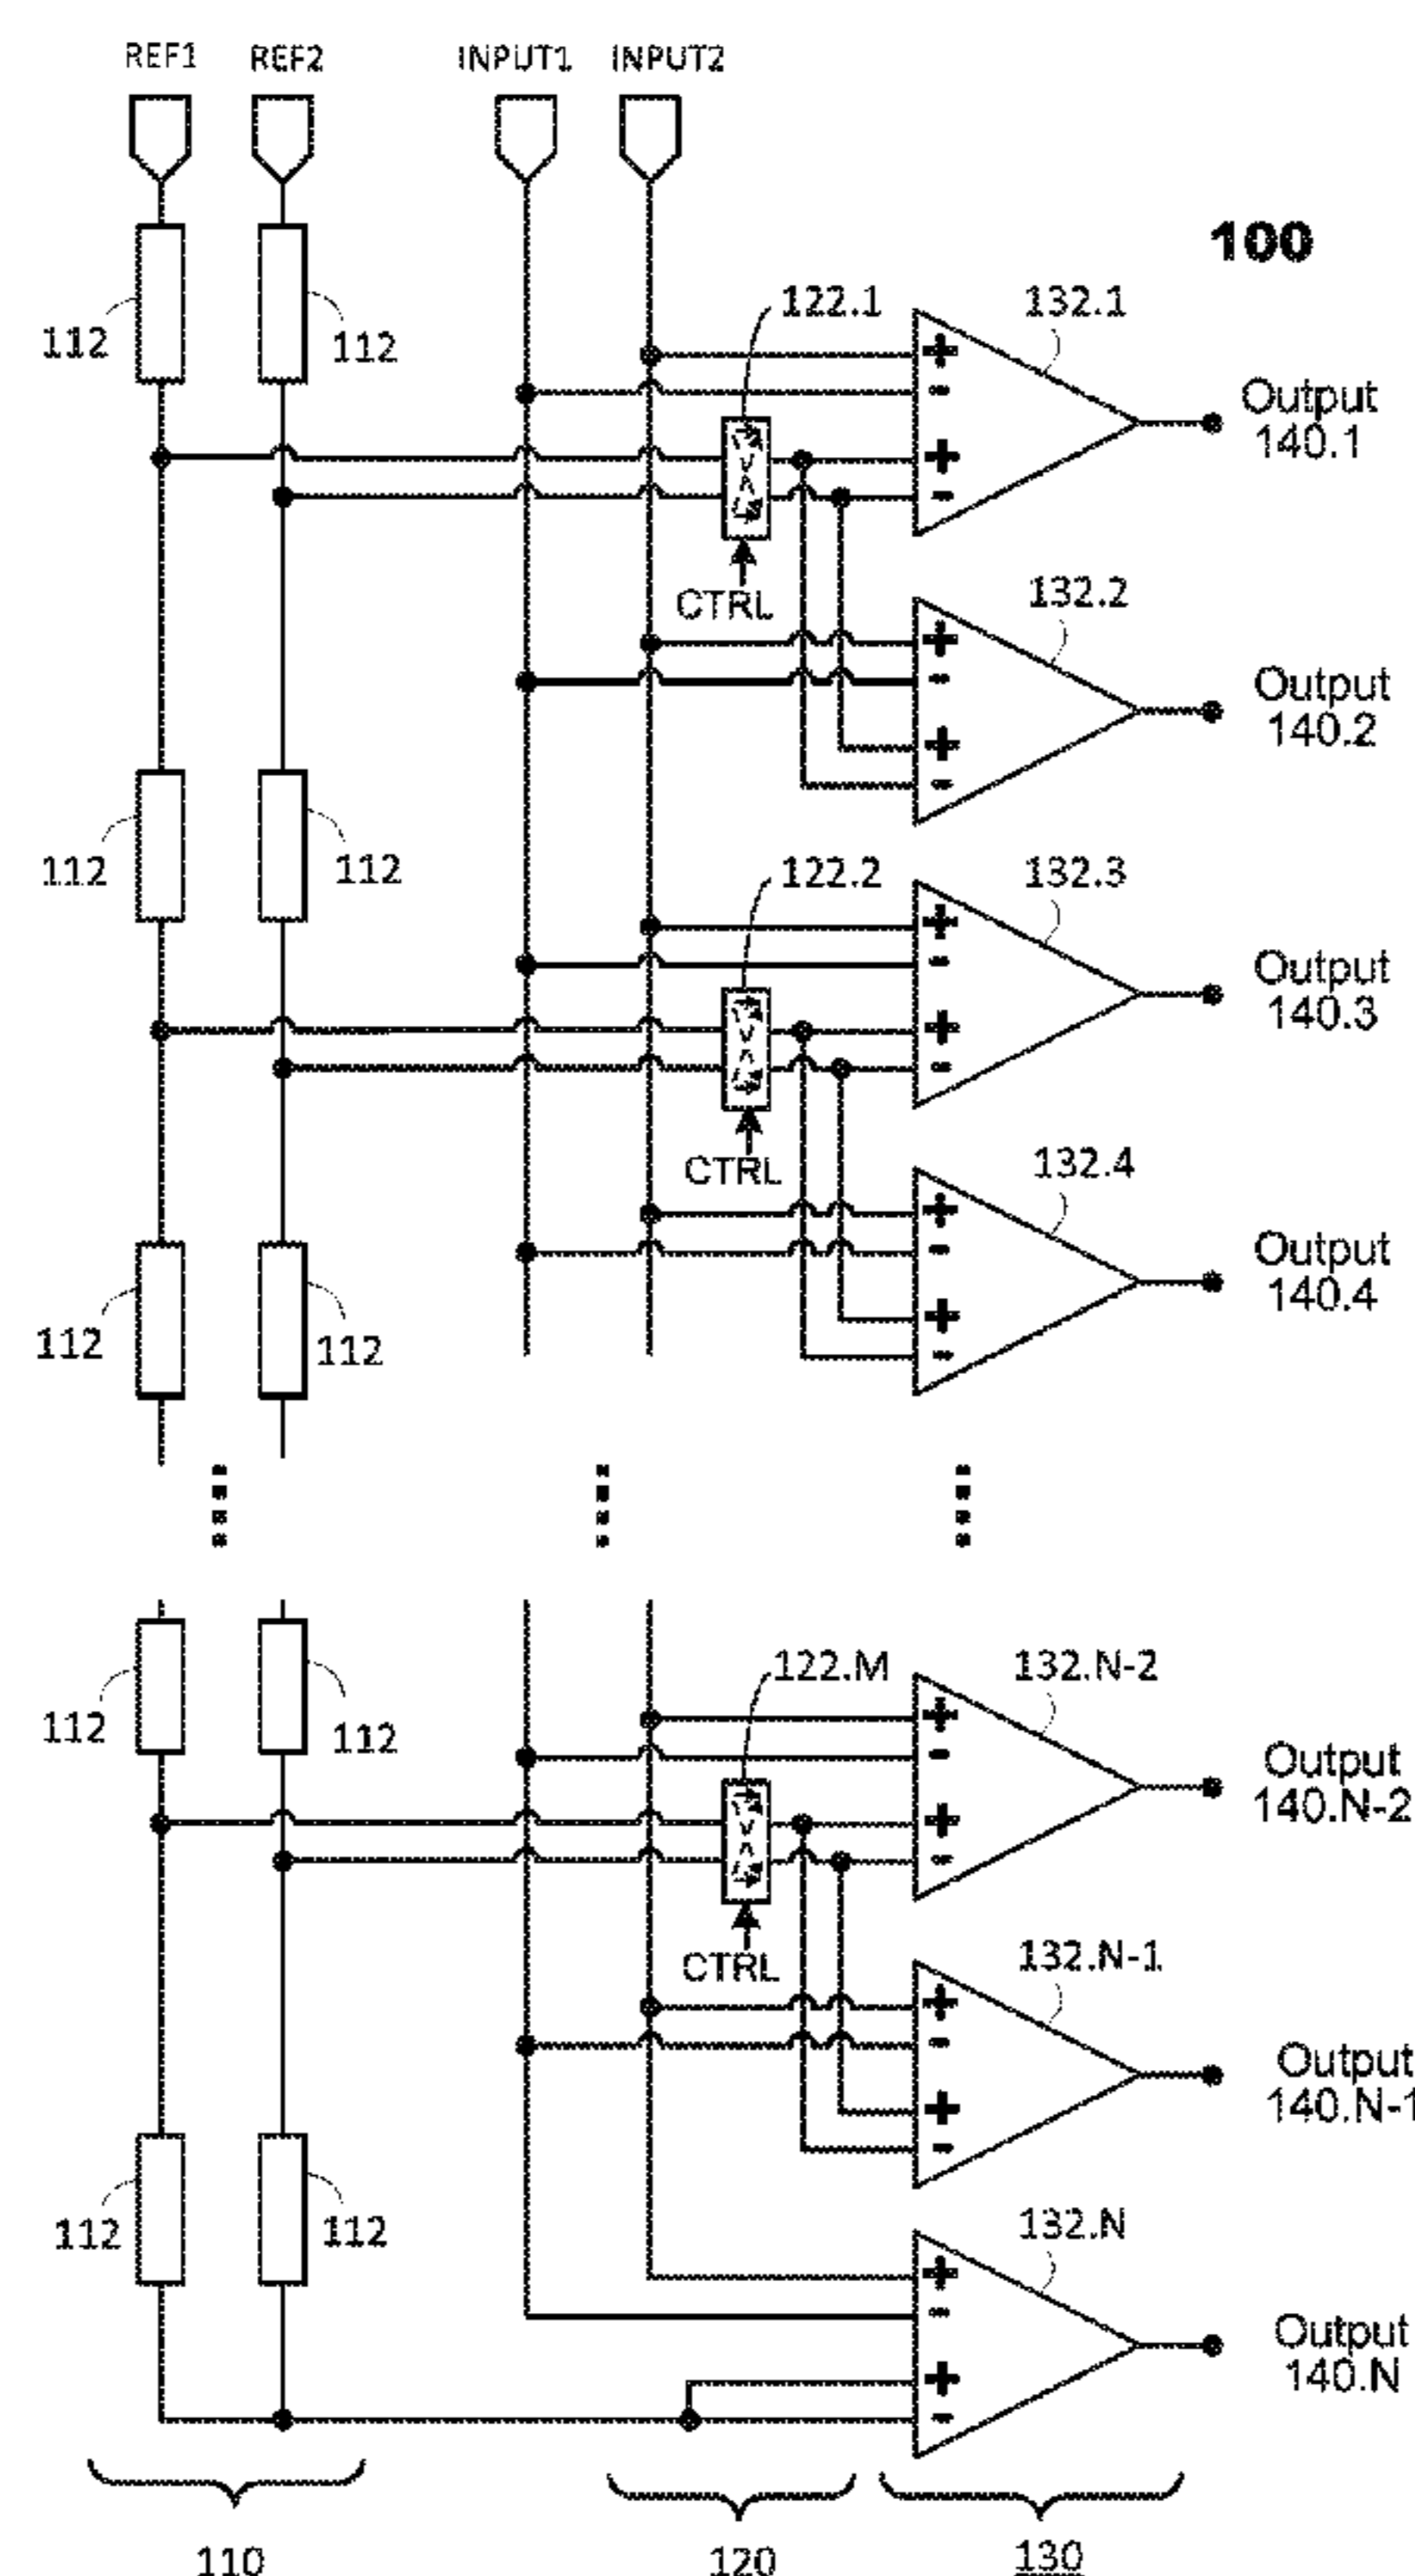 REF1 REF2 INPUT1 INPUT2
100
122.1 132.1
112 112
+
-
+
-
Output
140.1
CTRL
132.2
+
-
+
-
Output
140.2
112 112
122.2 132.3
+
-
+
-
Output
140.3
CTRL
132.4
+
-
+
-
Output
140.4
112 112
122.M 132.N-2
112 112
+
-
+
-
Output
140.N-2
CTRL
132.N-1
+
-
+
-
Output
140.N-1
112 112
132.N
+
-
+
-
Output
140.N
110 120 130